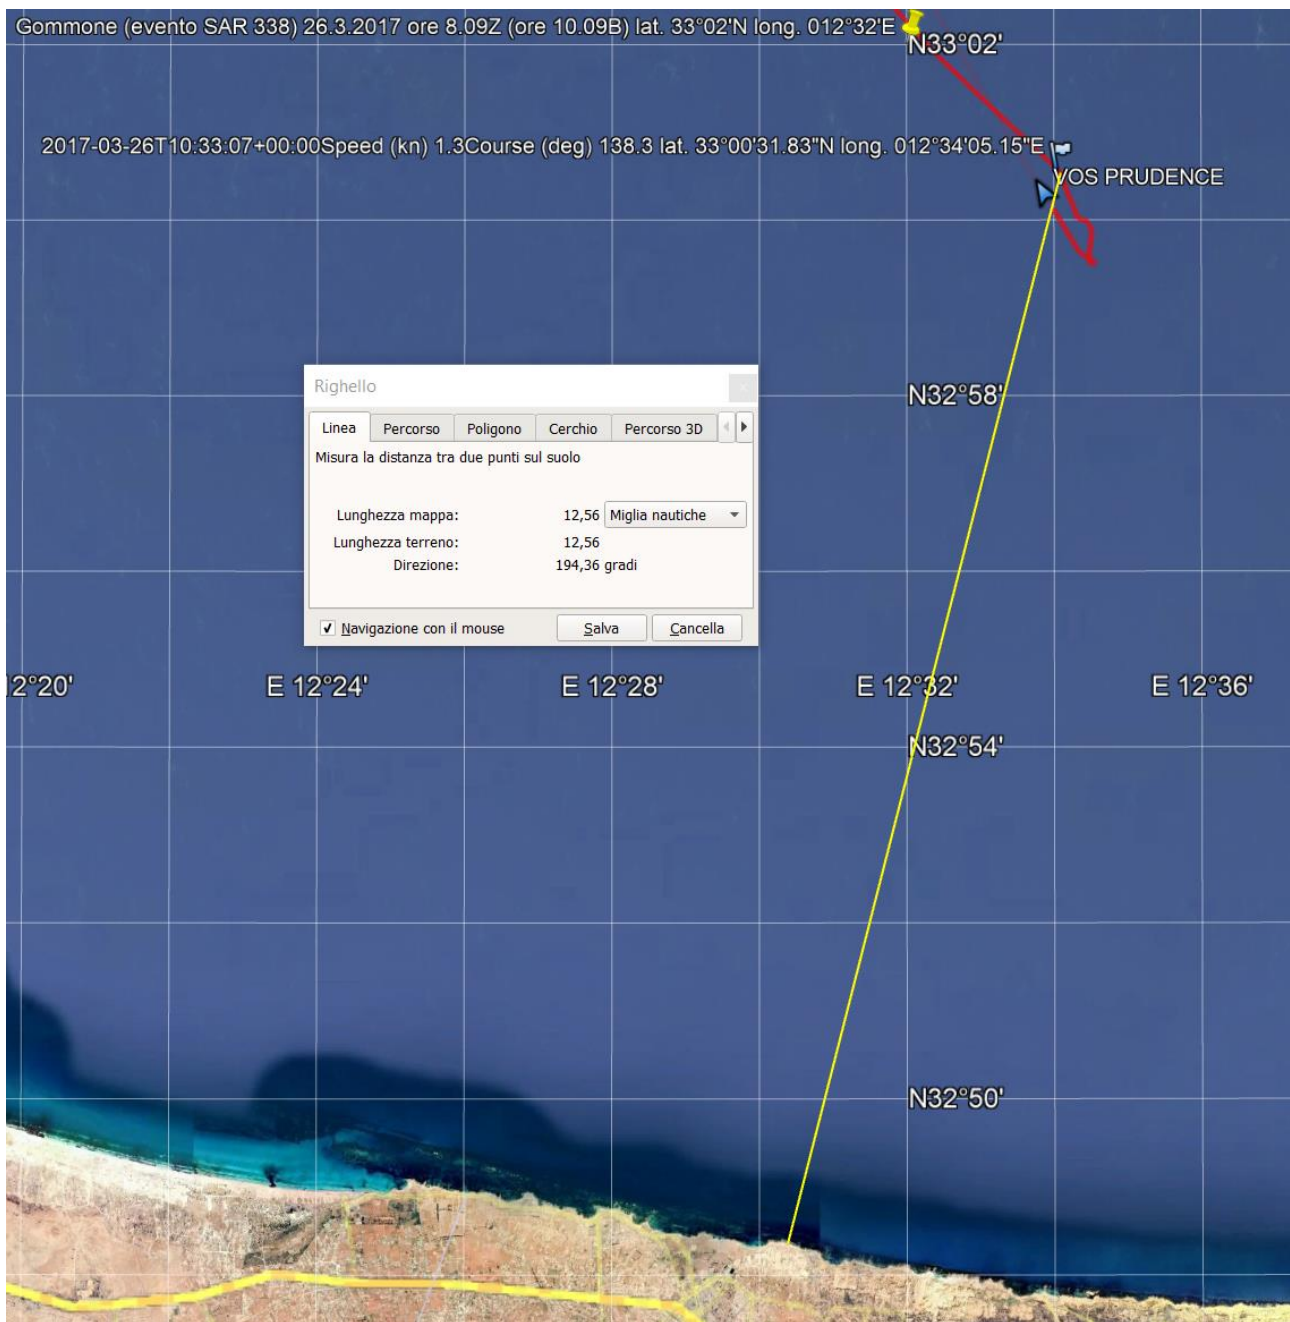 Gommone (evento SAR 338) 26.3.2017 ore 8.09Z (ore 10.09B) lat. 33°02'N long. 012°32'E
N33°02'
2017-03-26T10:33:07+00:00Speed (kn) 1.3Course (deg) 138.3 lat. 33°00'31.83"N long. 012°34'05.15"E
VOS PRUDENCE
Righello
N32°58'
Linea Percorso Poligono Cerchio Percorso 3D
Misura la distanza tra due punti sul suolo
Lunghezza mappa: 12,56 Miglia nautiche
Lunghezza terreno: 12,56
Direzione: 194,36 gradi
Navigazione con il mouse Salva Cancella
2°20' E 12°24' E 12°28' E 12°32' E 12°36'
N32°54'
N32°50'